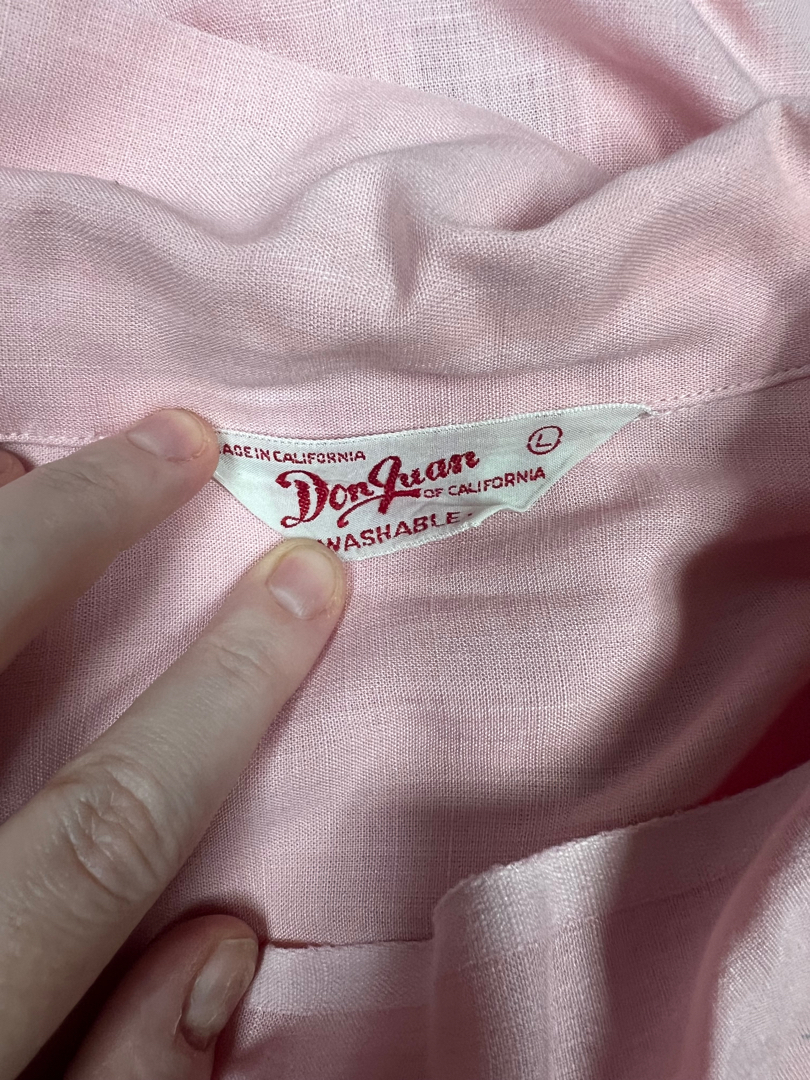 MADE IN CALIFORNIA
L
Don Juan
OF CALIFORNIA
WASHABLE